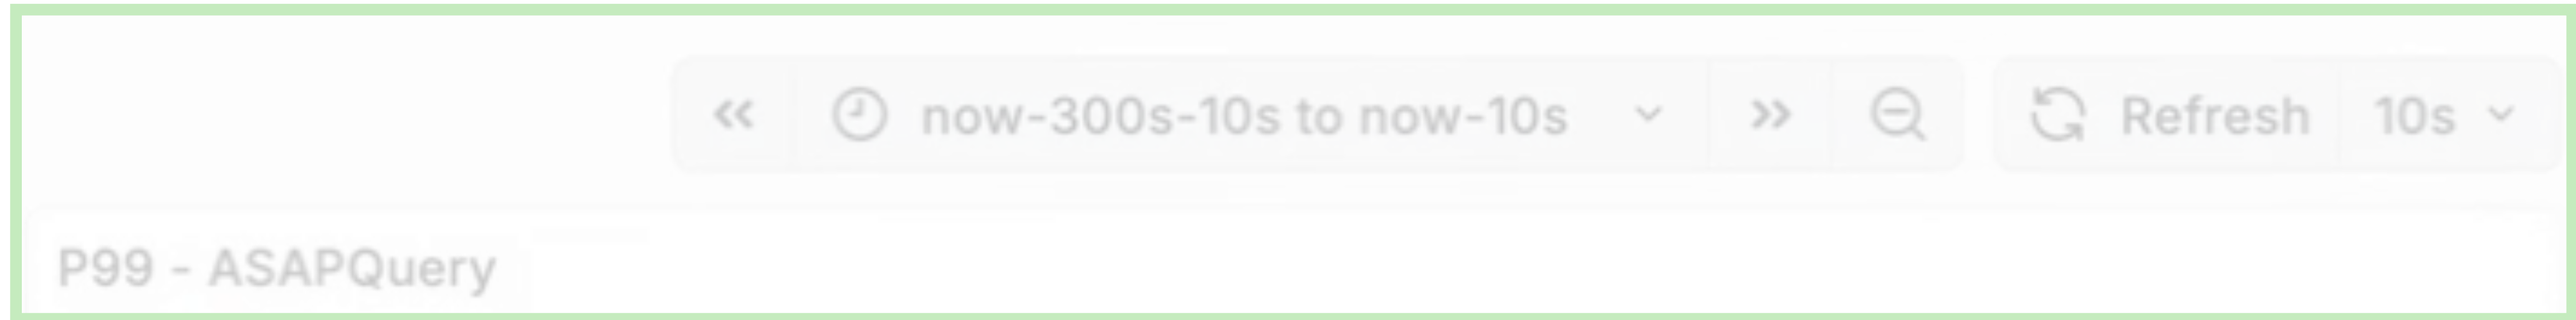 now-300s-10s to now-10s Refresh 10s
P99 - ASAPQuery